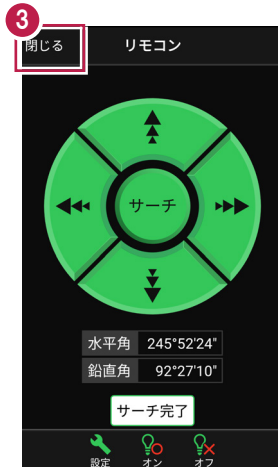 3
閉じる
リモコン
サーチ
水平角 245°52'24"
鉛直角 92°27'10"
サーチ完了
設定 オン オフ